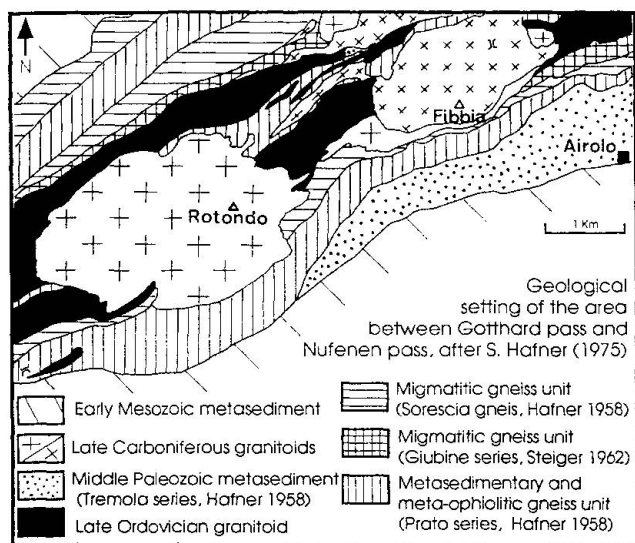 N
Fibbia
Airolo
Rotondo
1 Km
Geological
setting of the area
between Gotthard pass and
Nufenen pass, after S. Hafner (1975)
Early Mesozoic metasediment
Late Carboniferous granitoids
Middle Paleozoic metasediment
(Tremola series, Hafner 1958)
Late Ordovician granitoid
Migmatitic gneiss unit
(Sorescia gneis, Hafner 1958)
Migmatitic gneiss unit
(Giubine series, Steiger 1962)
Metasedimentary and
meta-ophiolitic gneiss unit
(Prato series, Hafner 1958)